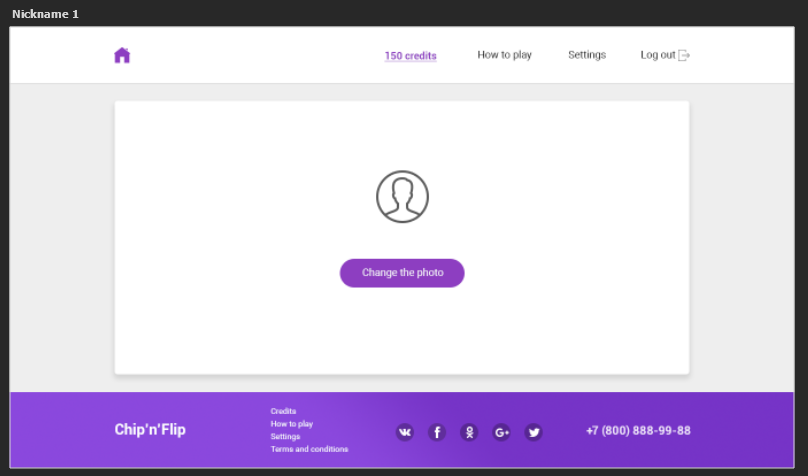 Nickname 1
150 credits
How to play
Settings
Log out
Change the photo
Chip'n'Flip
Credits
How to play
Settings
Terms and conditions
+7 (800) 888-99-88